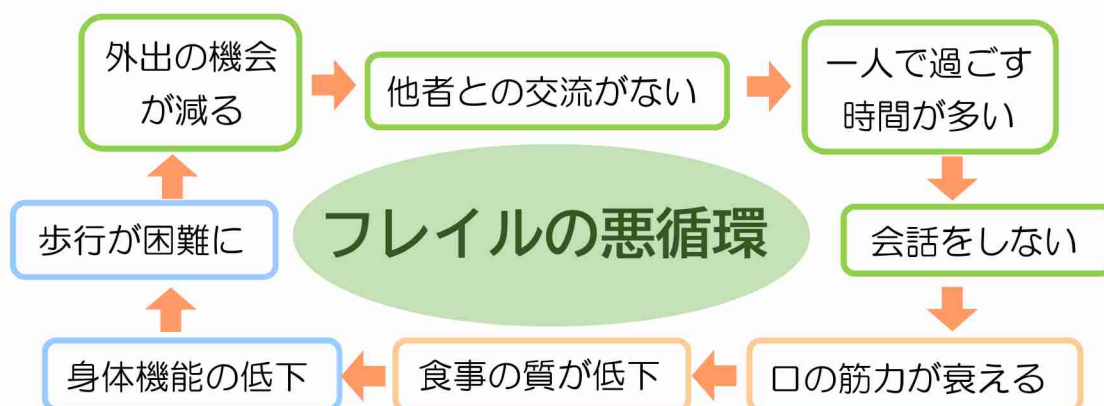 外出の機会
が減る
他者との交流がない
一人で過ごす
時間が多い
会話をしない
口の筋力が衰える
食事の質が低下
身体機能の低下
歩行が困難に
フレイルの悪循環